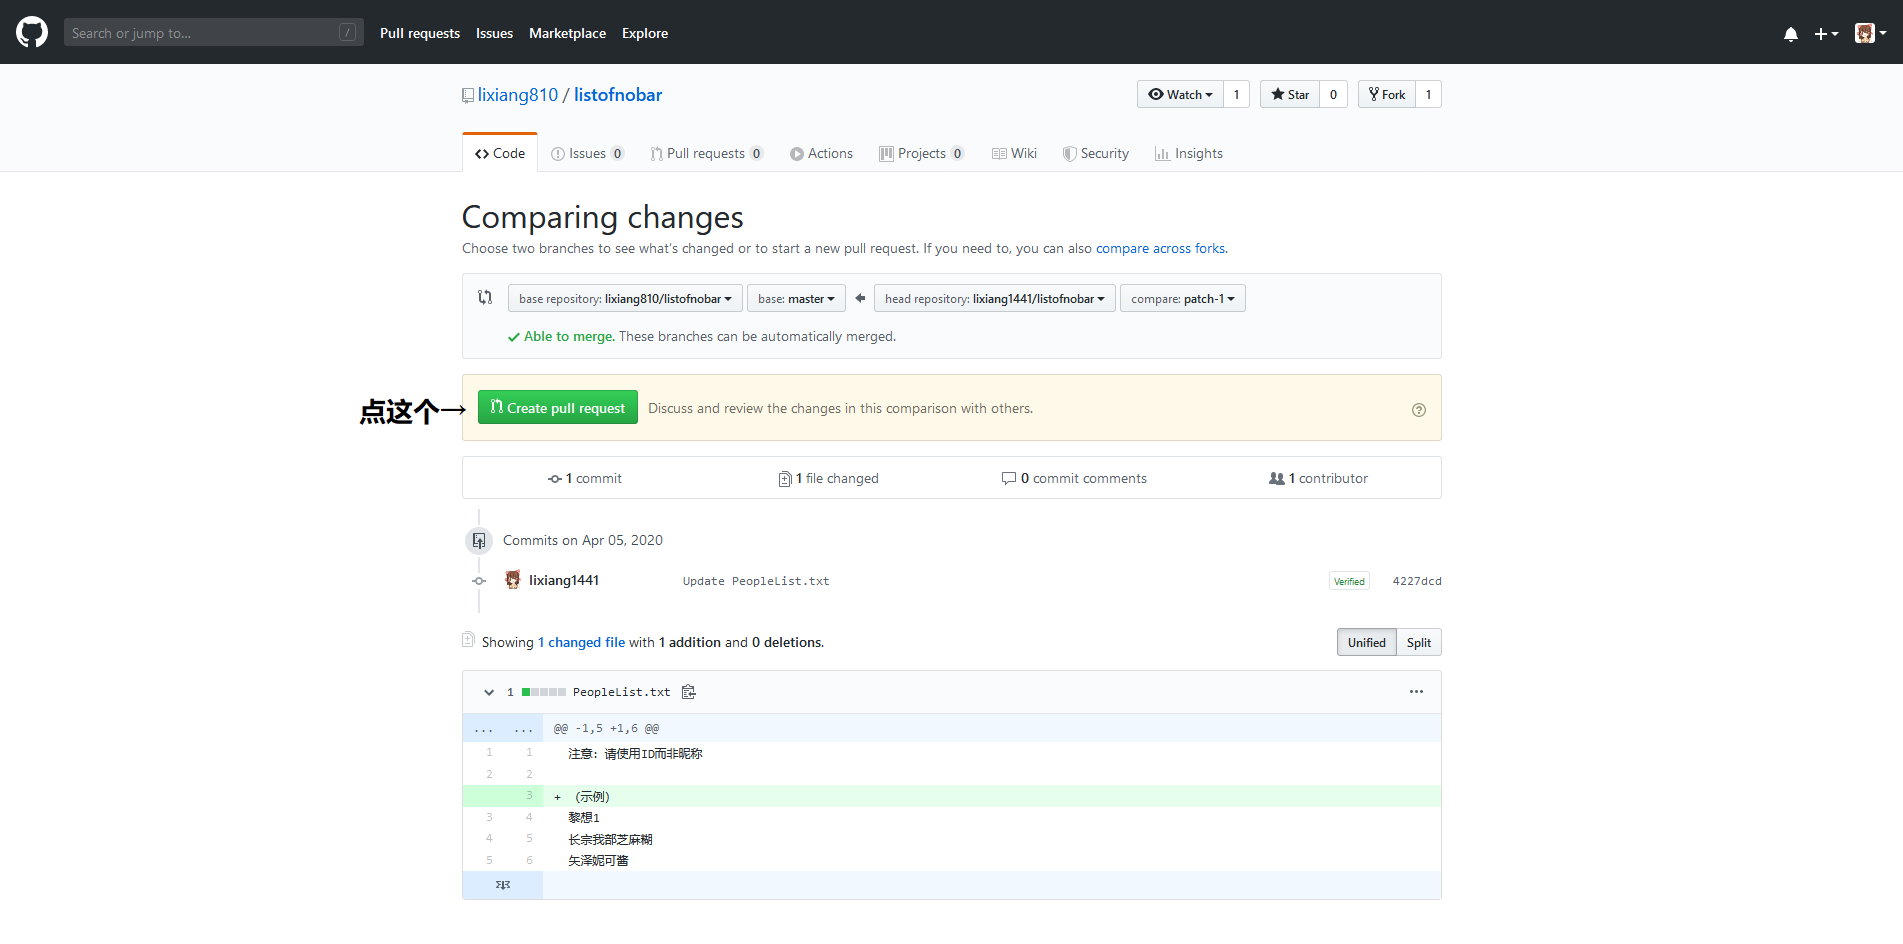 Search or jump to... /
Pull requests Issues Marketplace Explore
lixiang810 / listofnobar
Watch 1 Star 0 Fork 1
Code Issues 0 Pull requests 0 Actions Projects 0 Wiki Security Insights
Comparing changes
Choose two branches to see what's changed or to start a new pull request. If you need to, you can also compare across forks.
base repository: lixiang810/listofnobar base: master head repository: lixiang1441/listofnobar compare: patch-1
Able to merge. These branches can be automatically merged.
点这个→ Create pull request Discuss and review the changes in this comparison with others.
1 commit 1 file changed 0 commit comments 1 contributor
Commits on Apr 05, 2020
lixiang1441 Update PeopleList.txt Verified 4227dcd
Showing 1 changed file with 1 addition and 0 deletions. Unified Split
1 PeopleList.txt ...
... ... @@ -1,5 +1,6 @@
1 1 注意: 请使用ID而非昵称
2 2
3 + (示例)
3 4 黎想1
4 5 长宗我部芝麻糊
5 6 矢泽妮可酱